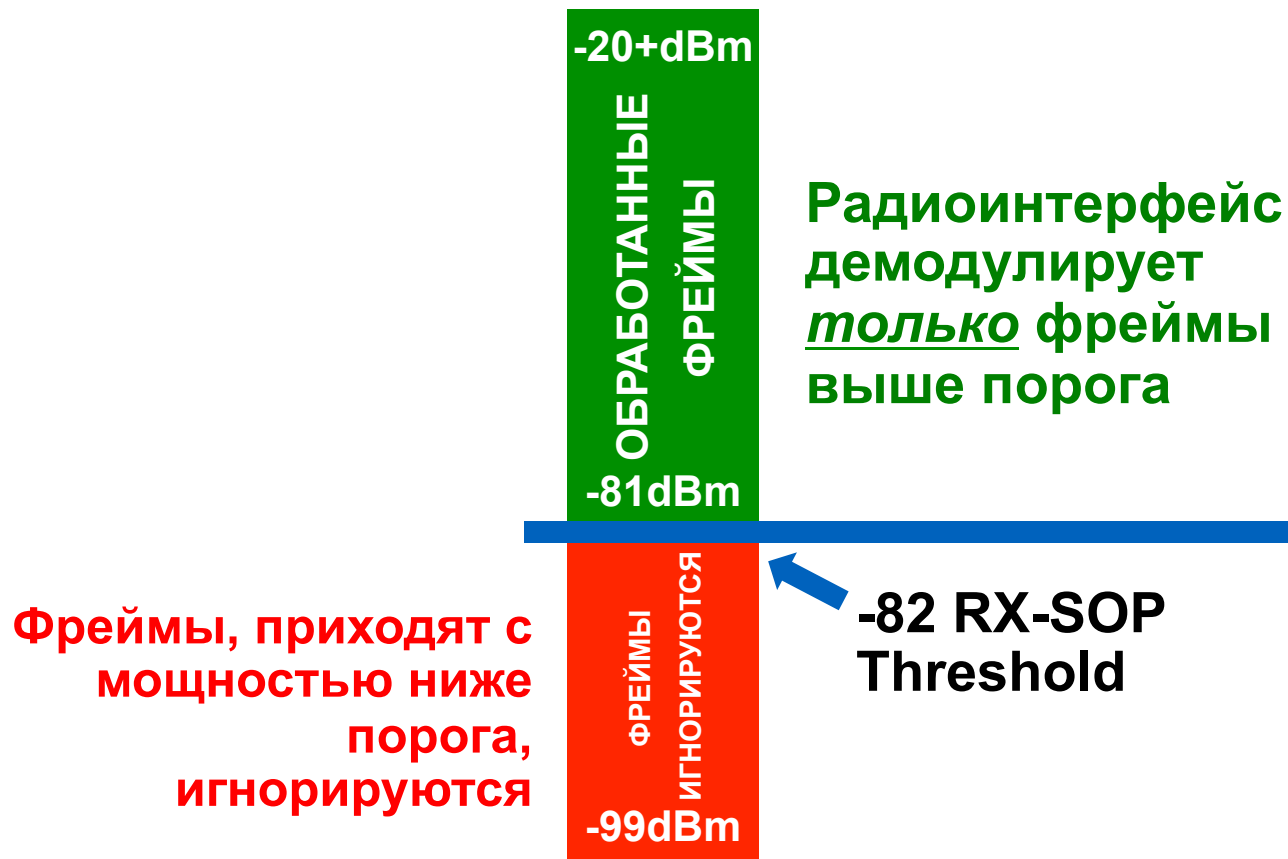 -20+dBm
ОБРАБОТАННЫЕ
ФРЕЙМЫ
-81dBm
Радиоинтерфейс
демодулирует
только фреймы
выше порога
-82 RX-SOP
Threshold
Фреймы, приходят с
мощностью ниже
порога,
игнорируются
ФРЕЙМЫ
ИГНОРИРУЮТСЯ
-99dBm